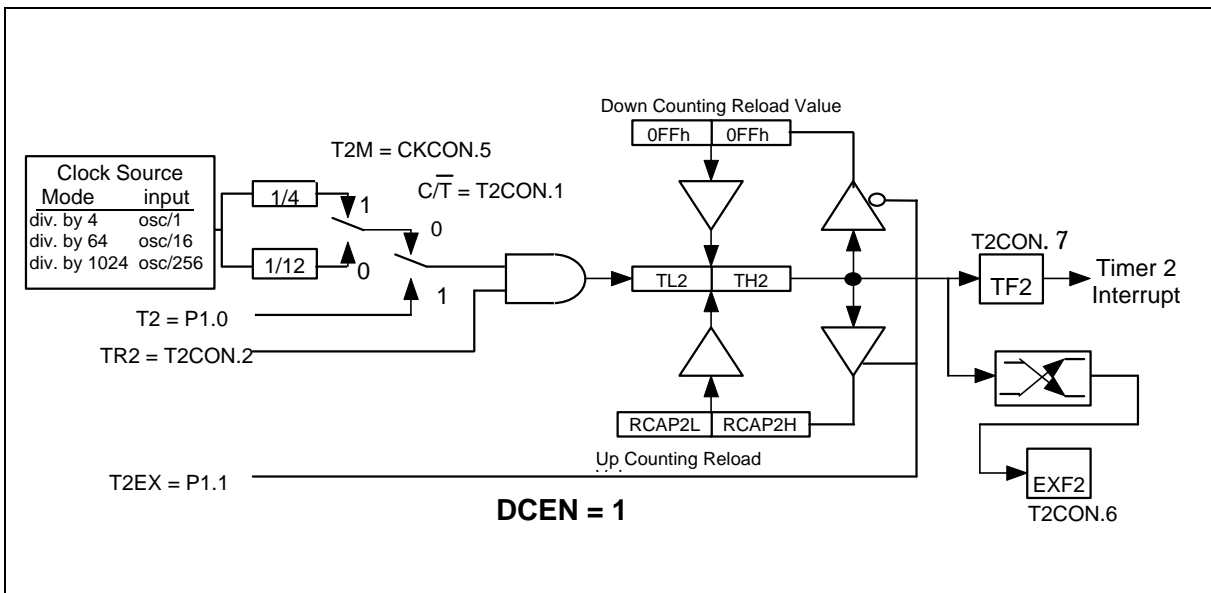 Down Counting Reload Value
0FFh 0FFh
T2M = CKCON.5
Clock Source
Mode input
div. by 4 osc/1
div. by 64 osc/16
div. by 1024 osc/256
1/4
1
C/T̅ = T2CON.1
0
1/12
0
1
T2 = P1.0
TR2 = T2CON.2
TL2 TH2
T2CON. 7
TF2
Timer 2
Interrupt
RCAP2L RCAP2H
Up Counting Reload
T2EX = P1.1
EXF2
T2CON.6
DCEN = 1